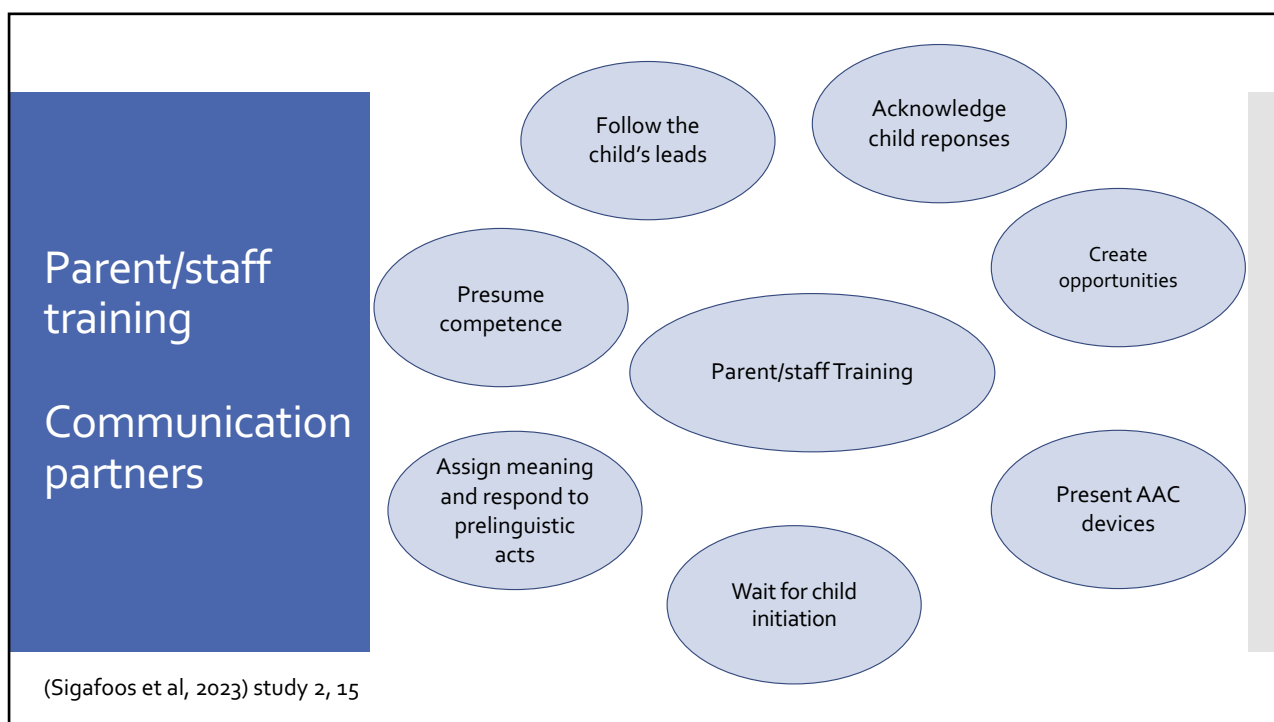 Parent/staff
training
Communication
partners
Follow the
child's leads
Acknowledge
child reponses
Presume
competence
Create
opportunities
Parent/staff Training
Assign meaning
and respond to
prelinguistic
acts
Present AAC
devices
Wait for child
initiation
(Sigafoos et al, 2023) study 2, 15